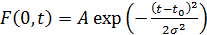 F(0, t) = A exp (− (t−t₀)² / 2σ²)